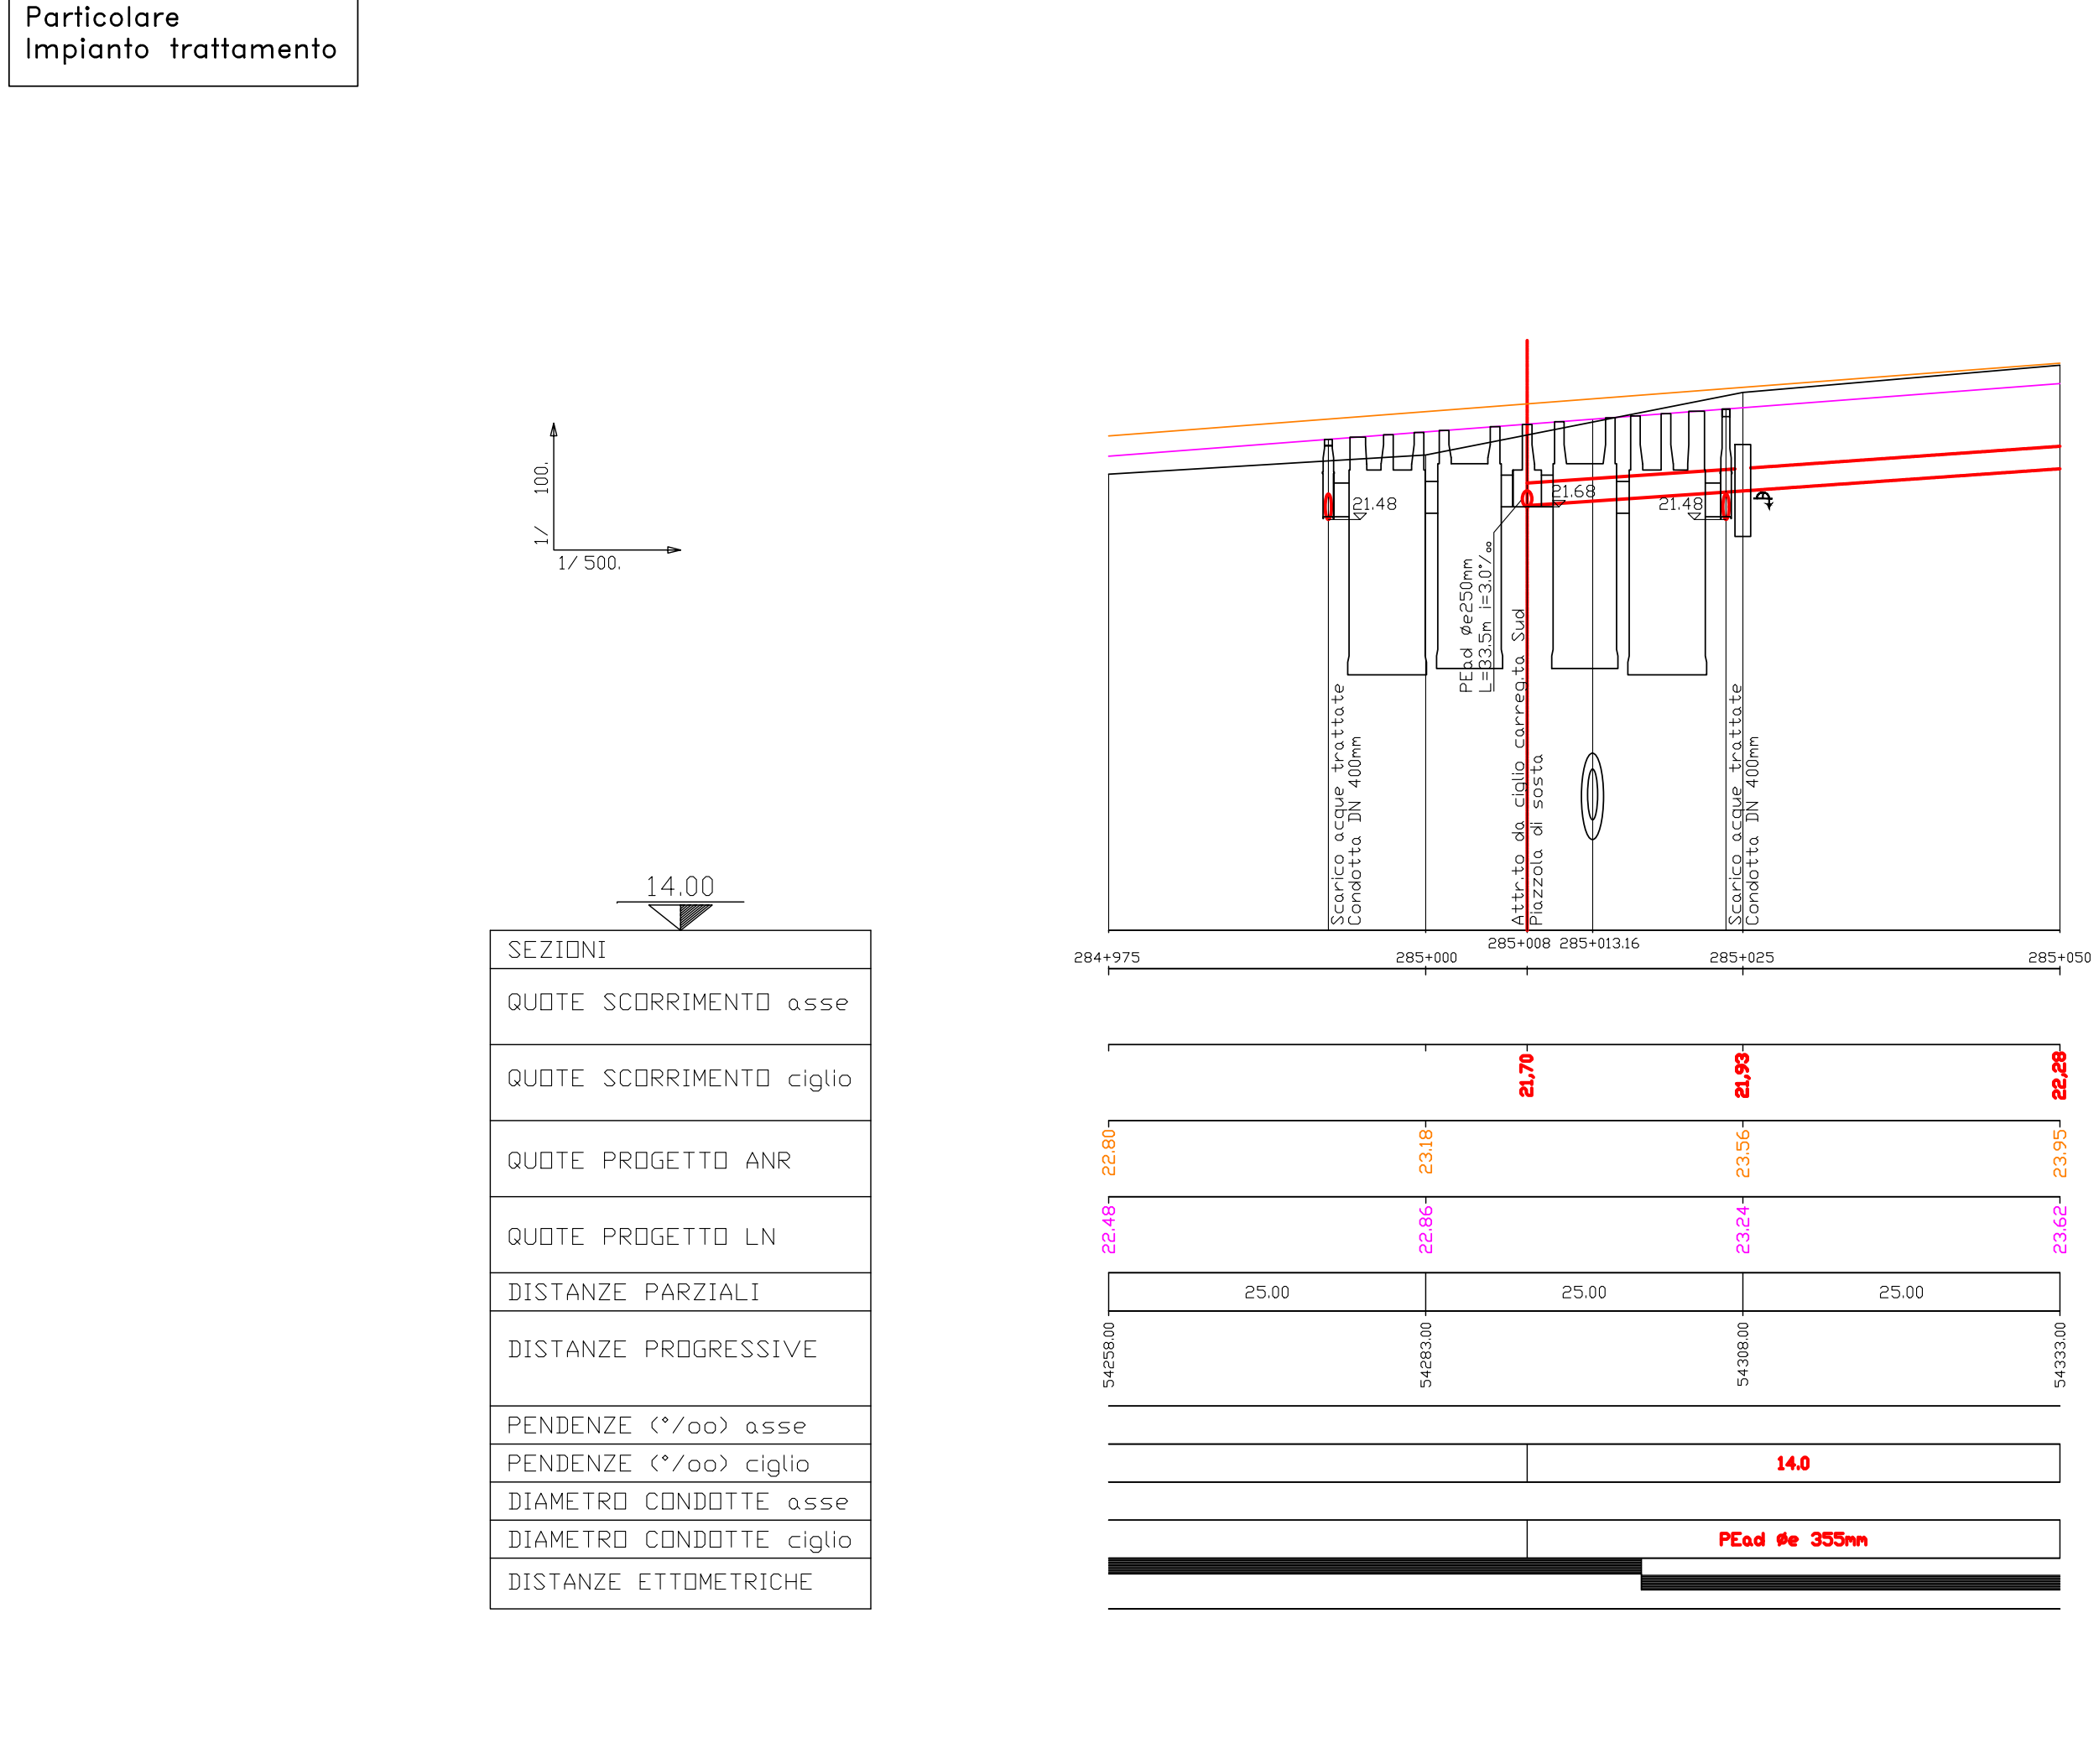 Particolare
Impianto trattamento
1/ 100.
1/ 500.
21.48
21.68
21.48
PEad Øe250mm
L=33.5m i=3.0°/oo
Scarico acque trattate
Condotta DN 400mm
Attr.to da ciglio carreg.ta Sud
Piazzola di sosta
Scarico acque trattate
Condotta DN 400mm
14.00
SEZIONI
285+008 285+013.16
284+975 285+000 285+025 285+050
QUOTE SCORRIMENTO asse
QUOTE SCORRIMENTO ciglio
21,70 21,93 22,28
QUOTE PROGETTO ANR
22.80 23.18 23.56 23.95
QUOTE PROGETTO LN
22.48 22.86 23.24 23.62
DISTANZE PARZIALI
25.00 25.00 25.00
DISTANZE PROGRESSIVE
54258.00 54283.00 54308.00 54333.00
PENDENZE (°/oo) asse
PENDENZE (°/oo) ciglio
14.0
DIAMETRO CONDOTTE asse
DIAMETRO CONDOTTE ciglio
PEad Øe 355mm
DISTANZE ETTOMETRICHE